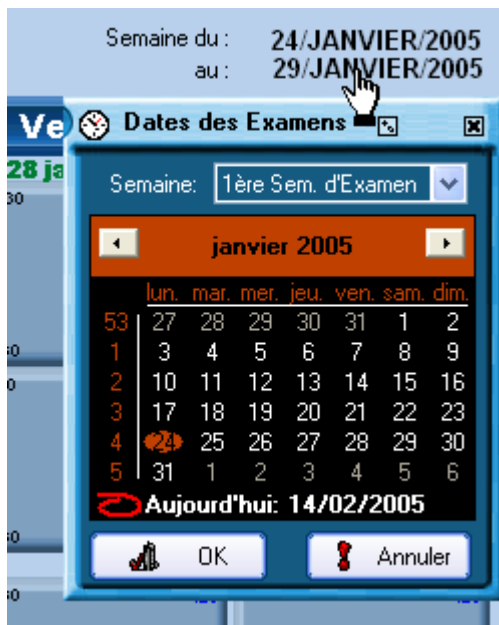 Semaine du : 24/JANVIER/2005
au : 29/JANVIER/2005
Ve
Dates des Examens
28 ja
Semaine: 1ère Sem. d'Examen
janvier 2005
lun. mar. mer. jeu. ven. sam. dim.
53 27 28 29 30 31 1 2
1 3 4 5 6 7 8 9
2 10 11 12 13 14 15 16
3 17 18 19 20 21 22 23
4 24 25 26 27 28 29 30
5 31 1 2 3 4 5 6
Aujourd'hui: 14/02/2005
OK Annuler